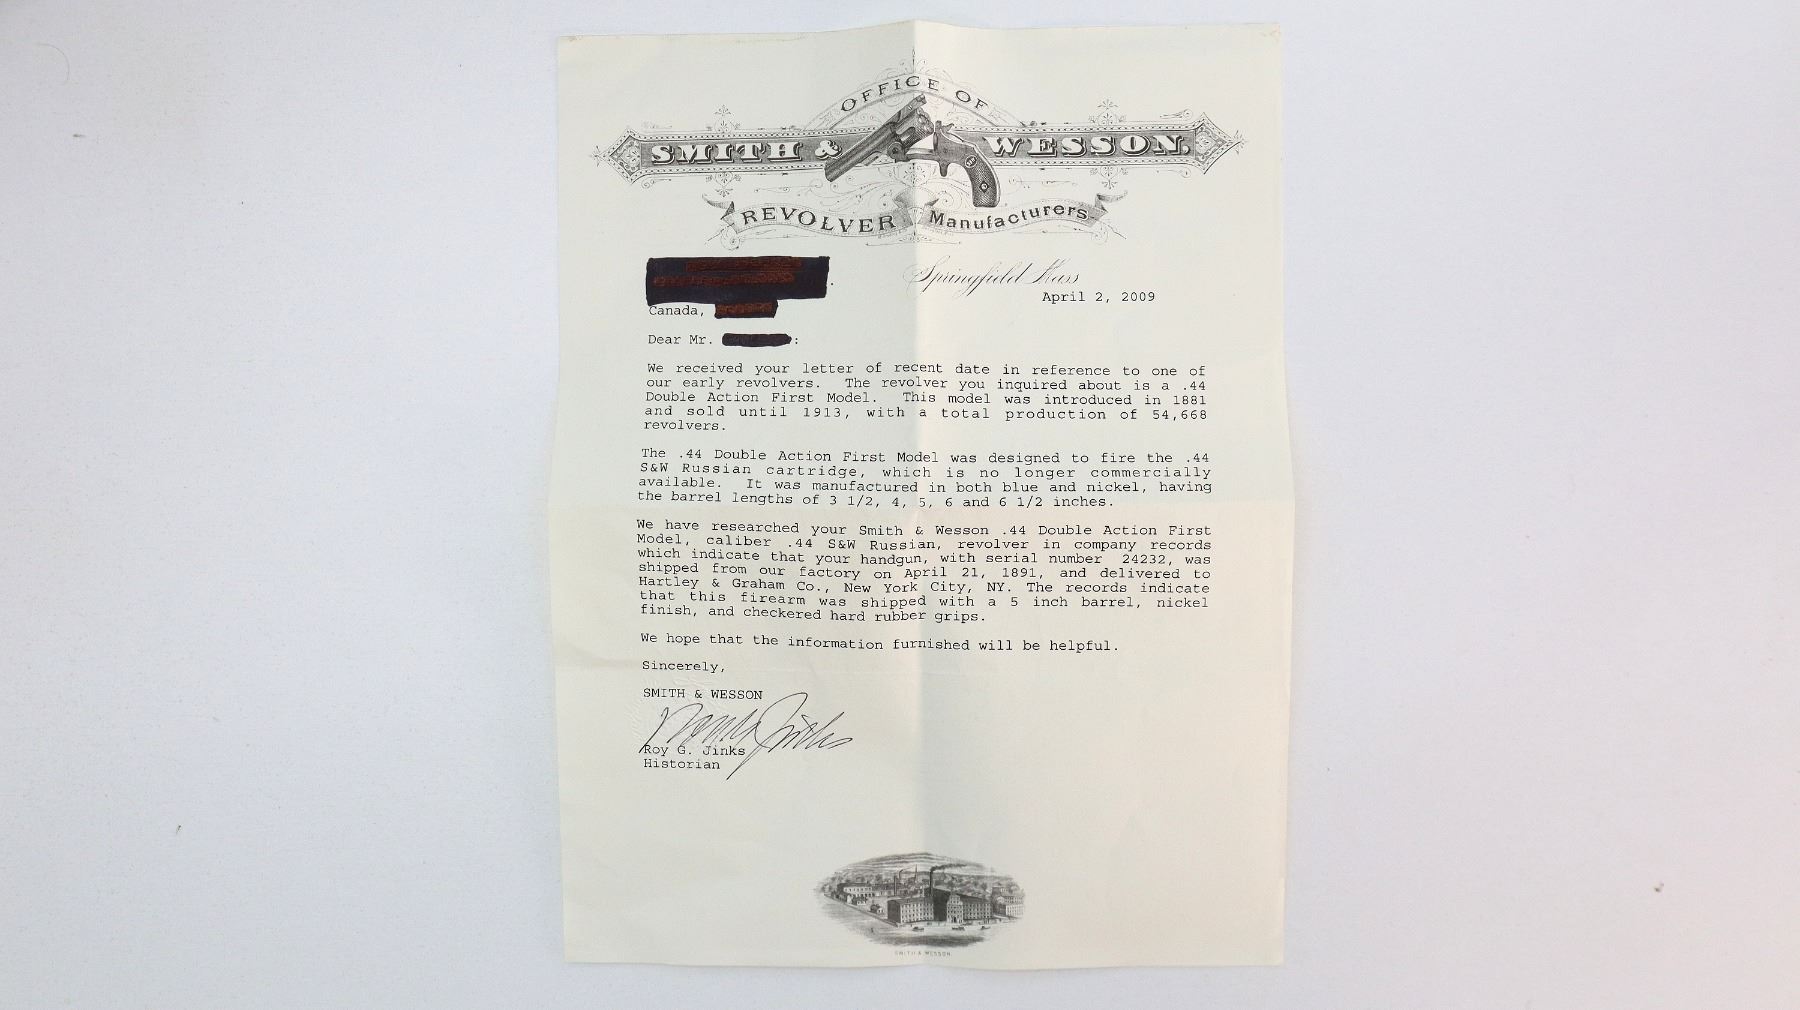 OFFICE OF
SMITH & WESSON,
REVOLVER Manufacturers
Springfield Mass
April 2, 2009
Canada,
Dear Mr. :
We received your letter of recent date in reference to one of
our early revolvers. The revolver you inquired about is a .44
Double Action First Model. This model was introduced in 1881
and sold until 1913, with a total production of 54,668
revolvers.
The .44 Double Action First Model was designed to fire the .44
S&W Russian cartridge, which is no longer commercially
available. It was manufactured in both blue and nickel, having
the barrel lengths of 3 1/2, 4, 5, 6 and 6 1/2 inches.
We have researched your Smith & Wesson .44 Double Action First
Model, caliber .44 S&W Russian, revolver in company records
which indicate that your handgun, with serial number 24232, was
shipped from our factory on April 21, 1891, and delivered to
Hartley & Graham Co., New York City, NY. The records indicate
that this firearm was shipped with a 5 inch barrel, nickel
finish, and checkered hard rubber grips.
We hope that the information furnished will be helpful.
Sincerely,
SMITH & WESSON
Roy G. Jinks
Historian
SMITH & WESSON